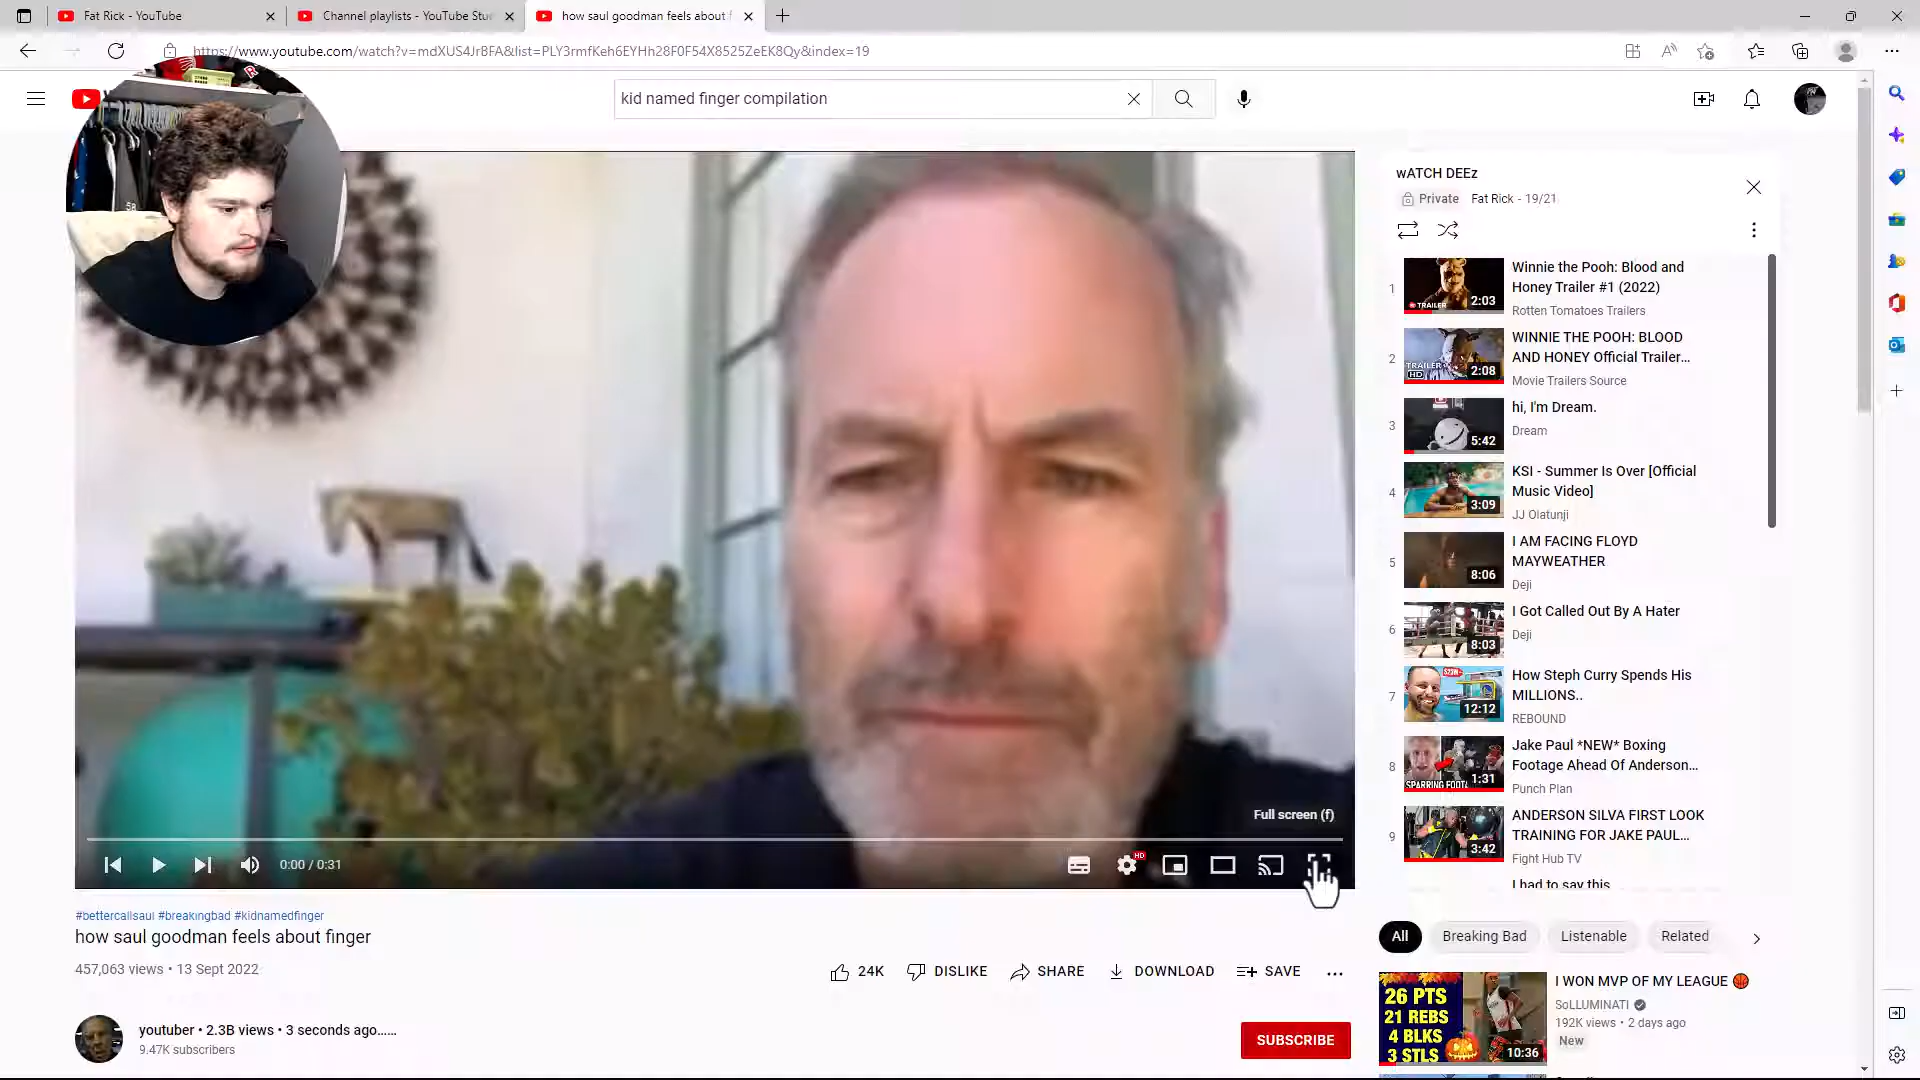 Fat Rick - YouTube
Channel playlists - YouTube Stu
how saul goodman feels about f
https://www.youtube.com/watch?v=mdXUS4JrBFA&list=PLY3rmfKeh6EYHh28F0F54X8525ZeEK8Qy&index=19
kid named finger compilation
wATCH DEEz
Private Fat Rick - 19/21
1
TRAILER
2:03
Winnie the Pooh: Blood and
Honey Trailer #1 (2022)
Rotten Tomatoes Trailers
2
TRAILER
HD
2:08
WINNIE THE POOH: BLOOD
AND HONEY Official Trailer...
Movie Trailers Source
3
5:42
hi, I'm Dream.
Dream
4
3:09
KSI - Summer Is Over [Official
Music Video]
JJ Olatunji
5
8:06
I AM FACING FLOYD
MAYWEATHER
Deji
6
8:03
I Got Called Out By A Hater
Deji
7
12:12
How Steph Curry Spends His
MILLIONS..
REBOUND
8
SPARRING
1:31
Jake Paul *NEW* Boxing
Footage Ahead Of Anderson...
Punch Plan
9
3:42
ANDERSON SILVA FIRST LOOK
TRAINING FOR JAKE PAUL...
Fight Hub TV
I had to say this
Full screen (f)
0:00 / 0:31
HD
#bettercallsaul #breakingbad #kidnamedfinger
how saul goodman feels about finger
457,063 views • 13 Sept 2022
24K DISLIKE SHARE DOWNLOAD SAVE
youtuber • 2.3B views • 3 seconds ago......
9.47K subscribers
SUBSCRIBE
All Breaking Bad Listenable Related
26 PTS
21 REBS
4 BLKS
3 STLS
10:36
I WON MVP OF MY LEAGUE
SoLLUMINATI
192K views • 2 days ago
New